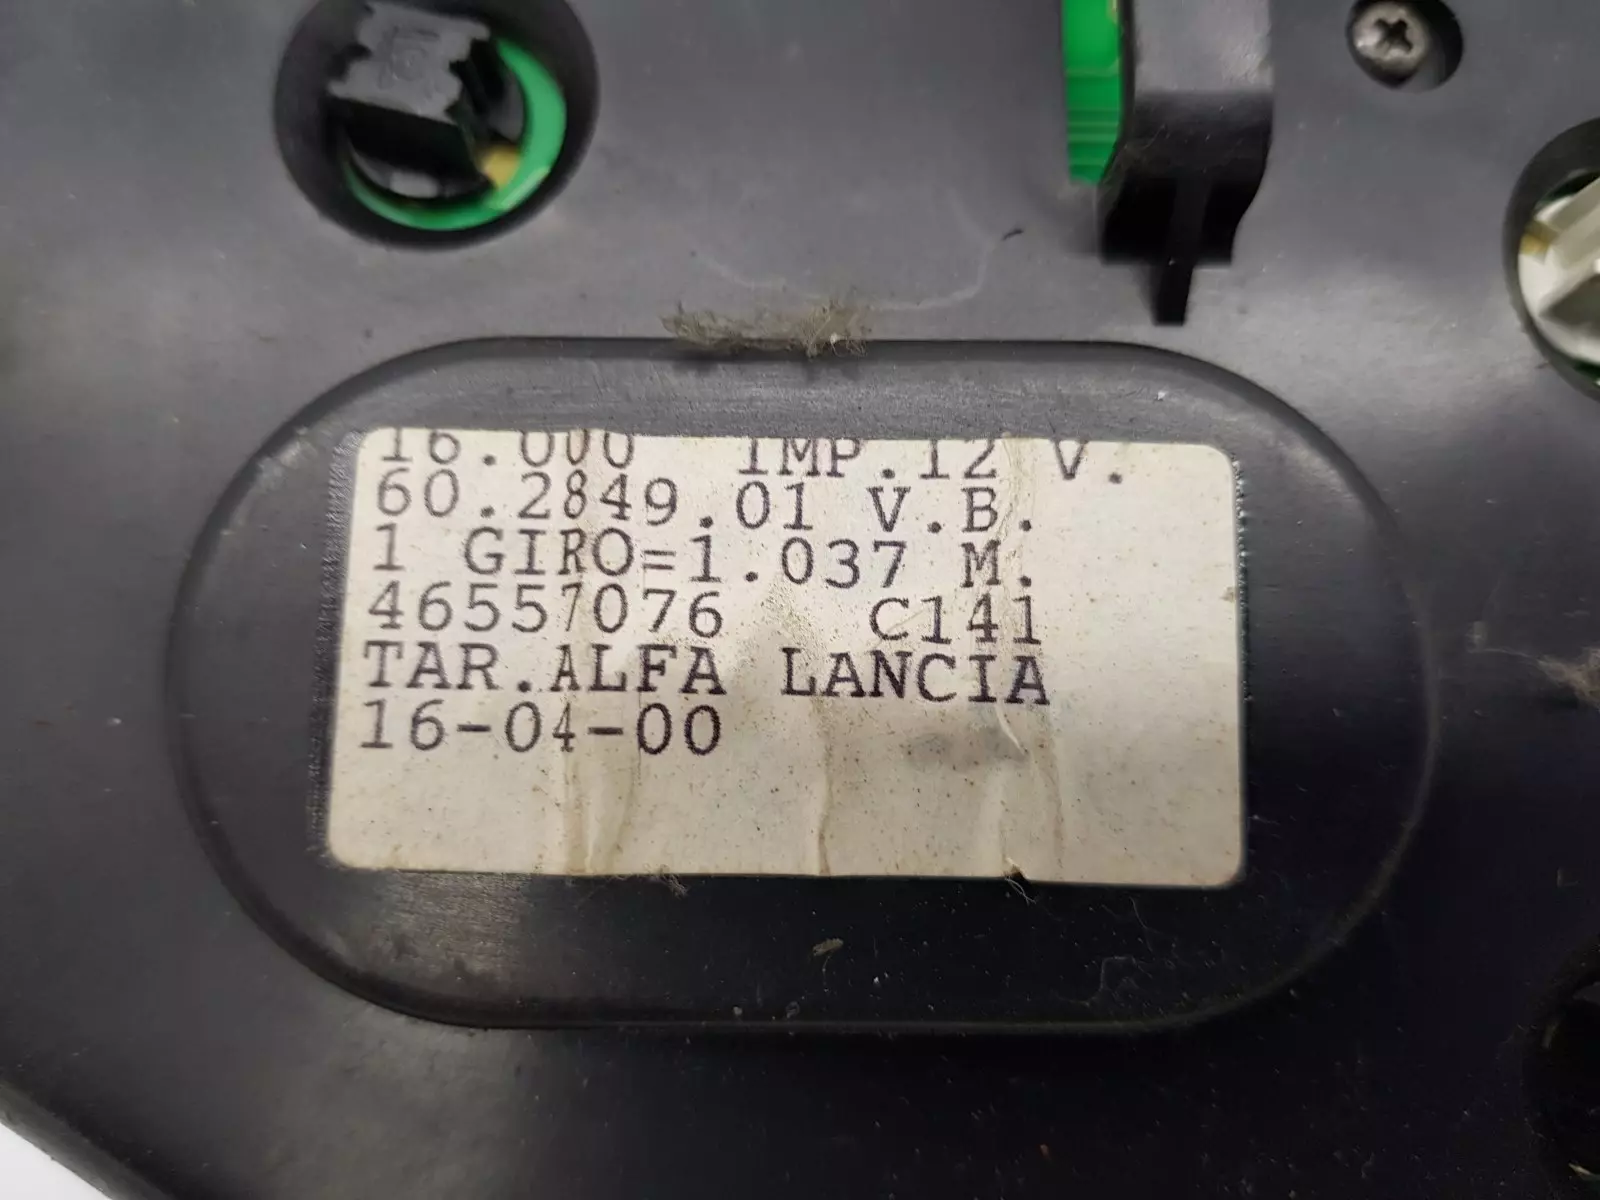 16.000 IMP.12 V.
60.2849.01 V.B.
1 GIRO=1.037 M.
46557076 C141
TAR.ALFA LANCIA
16-04-00